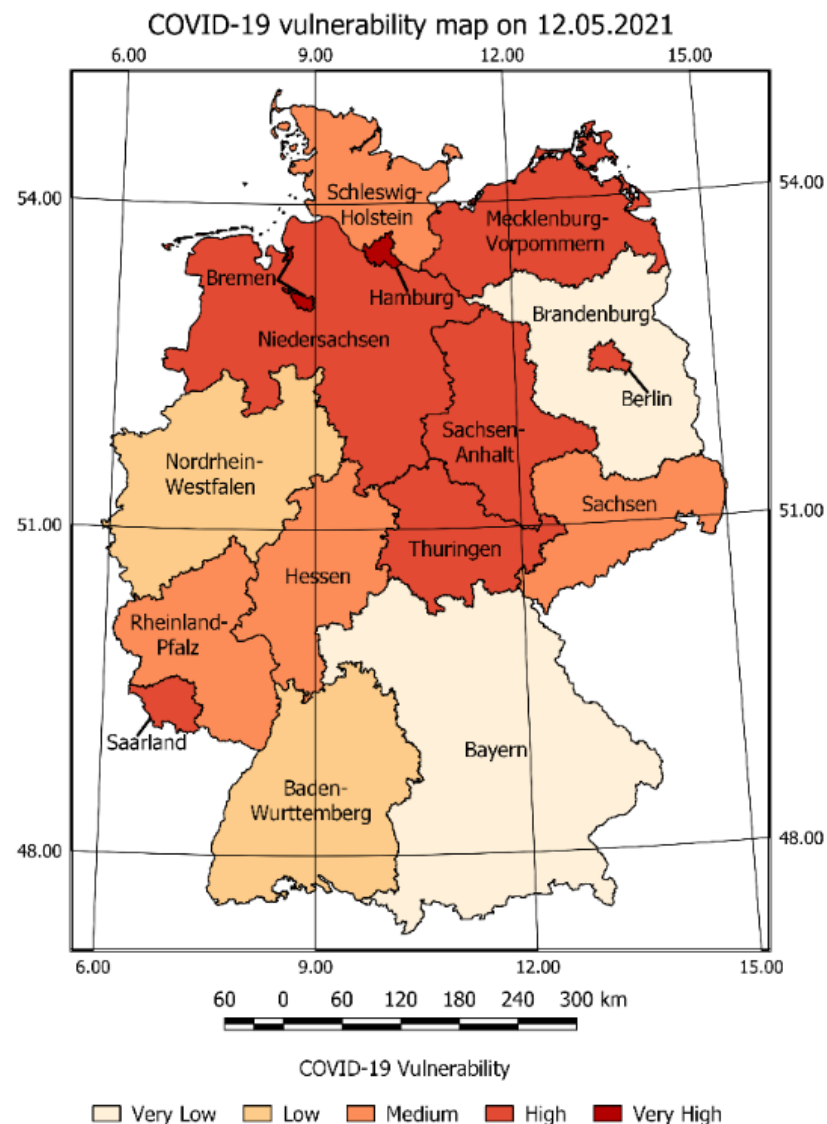 COVID-19 vulnerability map on 12.05.2021
6.00 9.00 12.00 15.00
54.00 54.00
Schleswig-
Holstein
Mecklenburg-
Vorpommern
Bremen
Hamburg
Brandenburg
Niedersachsen
Berlin
Sachsen-
Anhalt
Nordrhein-
Westfalen
Sachsen
51.00 51.00
Thuringen
Hessen
Rheinland-
Pfalz
Saarland
Bayern
Baden-
Wurttemberg
48.00 48.00
6.00 9.00 12.00 15.00
60 0 60 120 180 240 300 km
COVID-19 Vulnerability
Very Low Low Medium High Very High